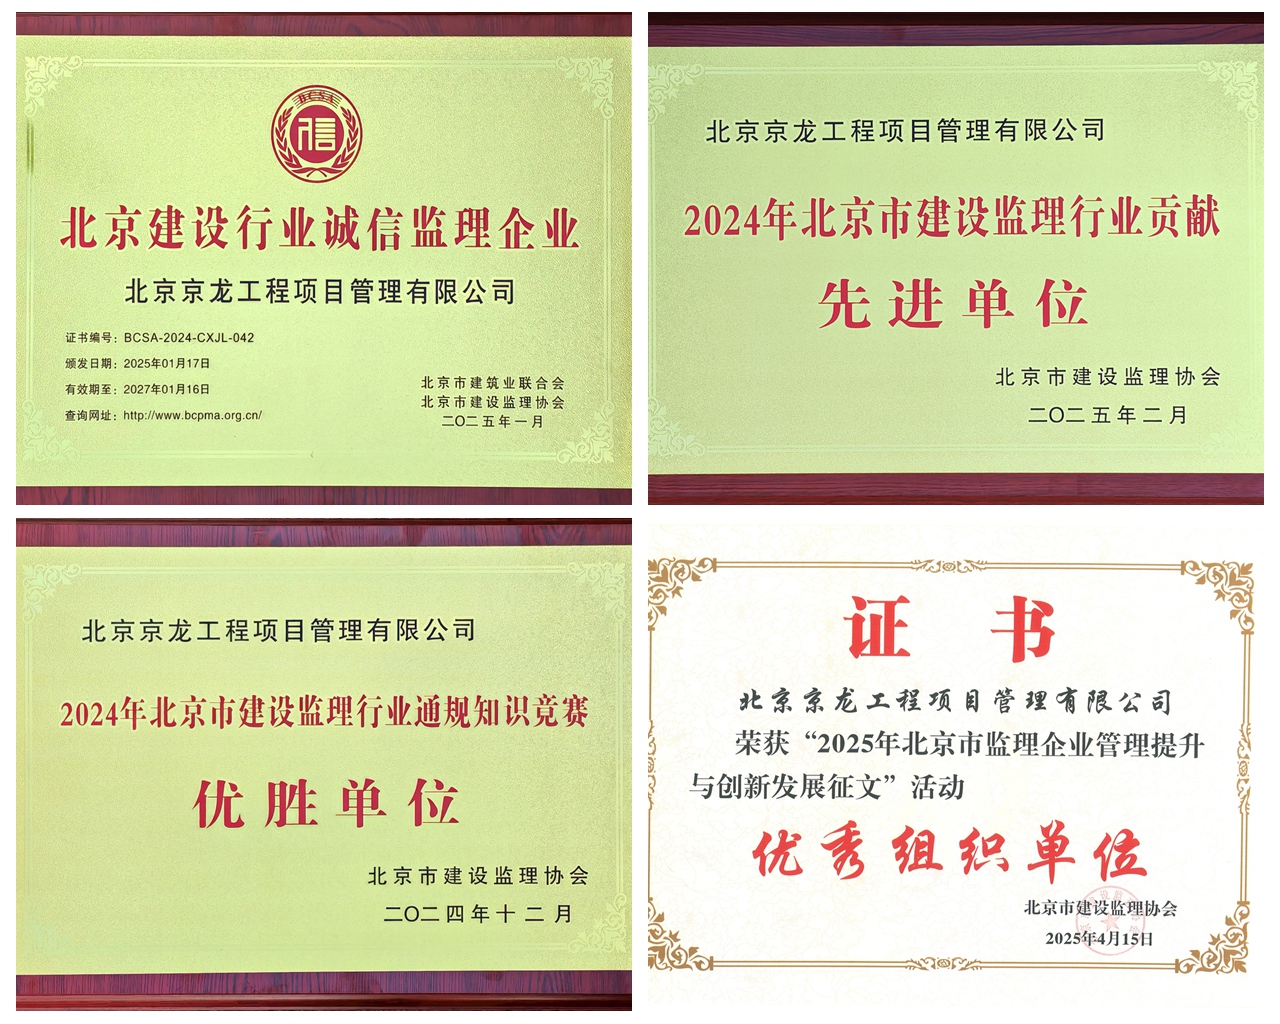 BCSA
信
北京建设行业诚信监理企业
北京京龙工程项目管理有限公司
证书编号：BCSA-2024-CXJL-042
颁发日期：2025年01月17日
有效期至：2027年01月16日
查询网址：http://www.bcpma.org.cn/
北京市建筑业联合会
北京市建设监理协会
二〇二五年一月
北京京龙工程项目管理有限公司
2024年北京市建设监理行业贡献
先进单位
北京市建设监理协会
二〇二五年二月
北京京龙工程项目管理有限公司
2024年北京市建设监理行业通规知识竞赛
优胜单位
北京市建设监理协会
二〇二四年十二月
证书
北京京龙工程项目管理有限公司
荣获“2025年北京市监理企业管理提升
与创新发展征文”活动
优秀组织单位
北京市建设监理协会
2025年4月15日